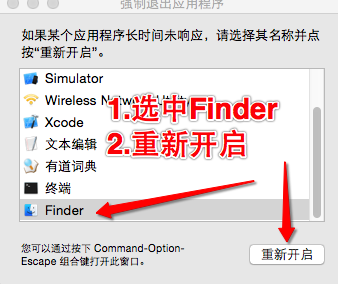 强制退出应用程序
如果某个应用程序长时间未响应，请选择其名称并点
按“重新开启”。
Simulator
Wireless Network Ut
Xcode
1.选中Finder
文本编辑
2.重新开启
有道词典
终端
Finder
您可以通过按下 Command-Option-
Escape 组合键打开此窗口。
重新开启